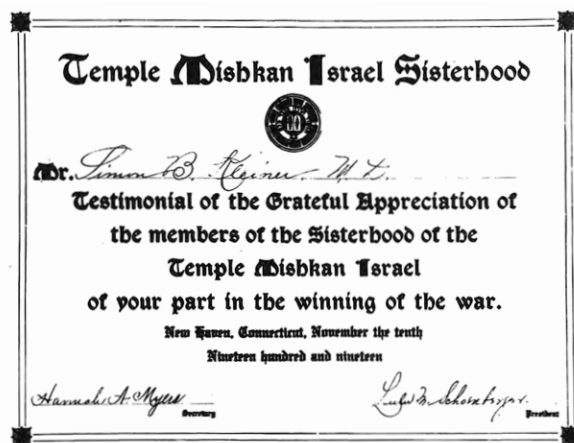 Temple Mishkan Israel Sisterhood
Mr. Simon B. Kleiner M.D.
Testimonial of the Grateful Appreciation of
the members of the Sisterhood of the
Temple Mishkan Israel
of your part in the winning of the war.
New Haven, Connecticut, November the tenth
Nineteen hundred and nineteen
Hannah A. Myers
Secretary
President